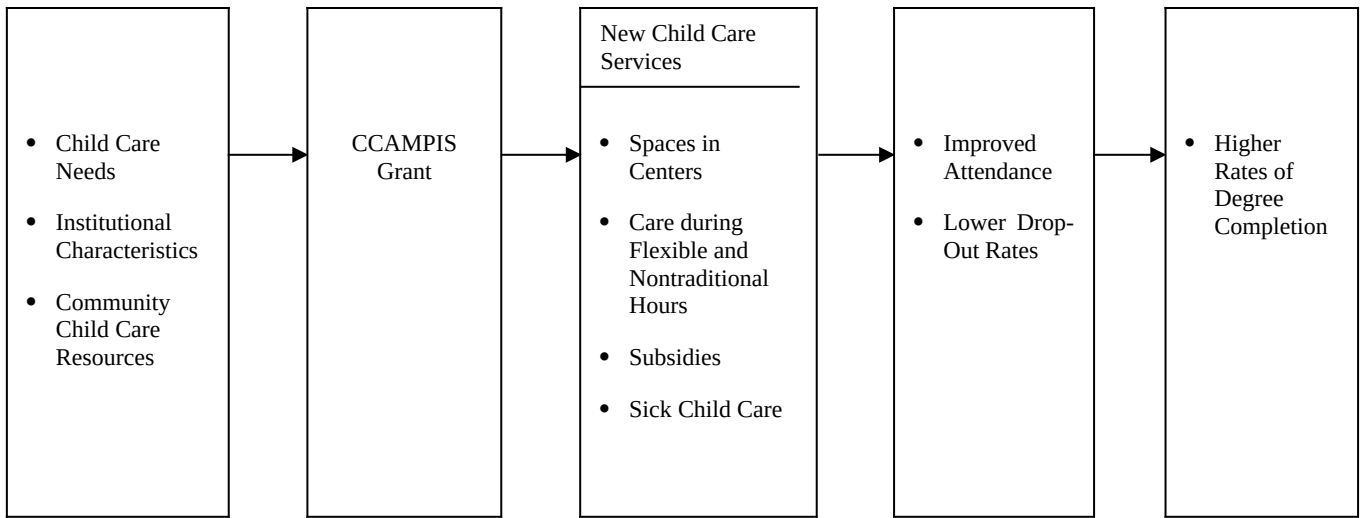 • Child Care
Needs
• Institutional
Characteristics
• Community
Child Care
Resources
CCAMPIS
Grant
New Child Care
Services
• Spaces in
Centers
• Care during
Flexible and
Nontraditional
Hours
• Subsidies
• Sick Child Care
• Improved
Attendance
• Lower Drop-
Out Rates
• Higher
Rates of
Degree
Completion